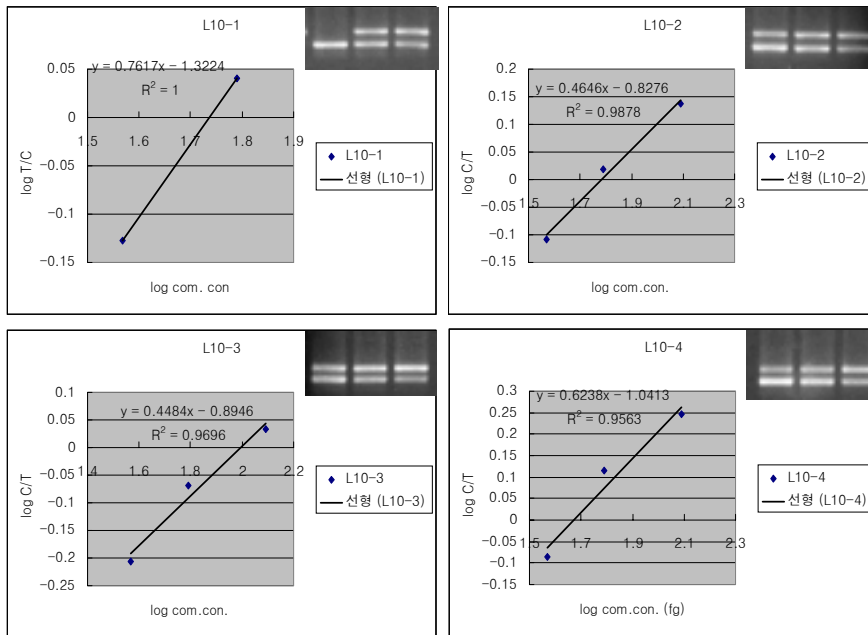 L10-1
y = 0.7617x - 1.3224
R² = 1
0.05
0
-0.05
-0.1
-0.15
1.5 1.6 1.7 1.8 1.9
log T/C
log com. con
L10-1
선형 (L10-1)
L10-2
y = 0.4646x - 0.8276
R² = 0.9878
0.2
0.15
0.1
0.05
0
-0.05
-0.1
-0.15
1.5 1.7 1.9 2.1 2.3
log C/T
log com.con.
L10-2
선형 (L10-2)
L10-3
y = 0.4484x - 0.8946
R² = 0.9696
0.1
0.05
0
-0.05
-0.1
-0.15
-0.2
-0.25
1.4 1.6 1.8 2 2.2
log C/T
log com.con.
L10-3
선형 (L10-3)
L10-4
y = 0.6238x - 1.0413
R² = 0.9563
0.3
0.25
0.2
0.15
0.1
0.05
0
-0.05
-0.1
-0.15
1.5 1.7 1.9 2.1 2.3
log C/T
log com.con. (fg)
L10-4
선형 (L10-4)